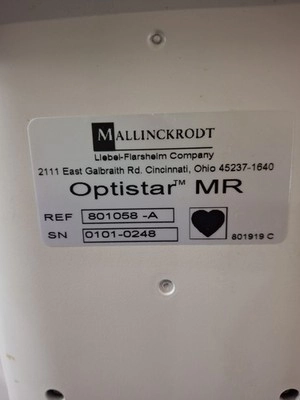 M MALLINCKRODT
Liebel-Flarsheim Company
2111 East Galbraith Rd. Cincinnati, Ohio 45237-1640
Optistar™ MR
REF 801058 -A
SN 0101-0248
801919 C